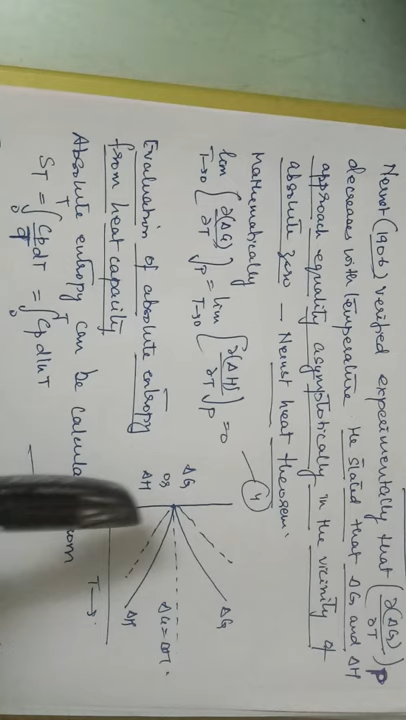 Nernst (1906) verified experimentally that (∂(ΔG)/∂T)P
decreases with temperature He stated that ΔG and ΔH
approach equality asymptotically in the vicinity of
absolute zero — Nernst heat theorem.
Mathematically
lim T→0 [∂(ΔG)/∂T]P = lim T→0 [∂(ΔH)/∂T]P = 0 — 4
Evaluation of absolute entropy
from heat capacity
Absolute entropy can be calcula
ST = ∫₀ᵀ Cp/T dT = ∫₀ᵀ Cp dlnT
ΔG
or
ΔH
ΔG
ΔH
T→